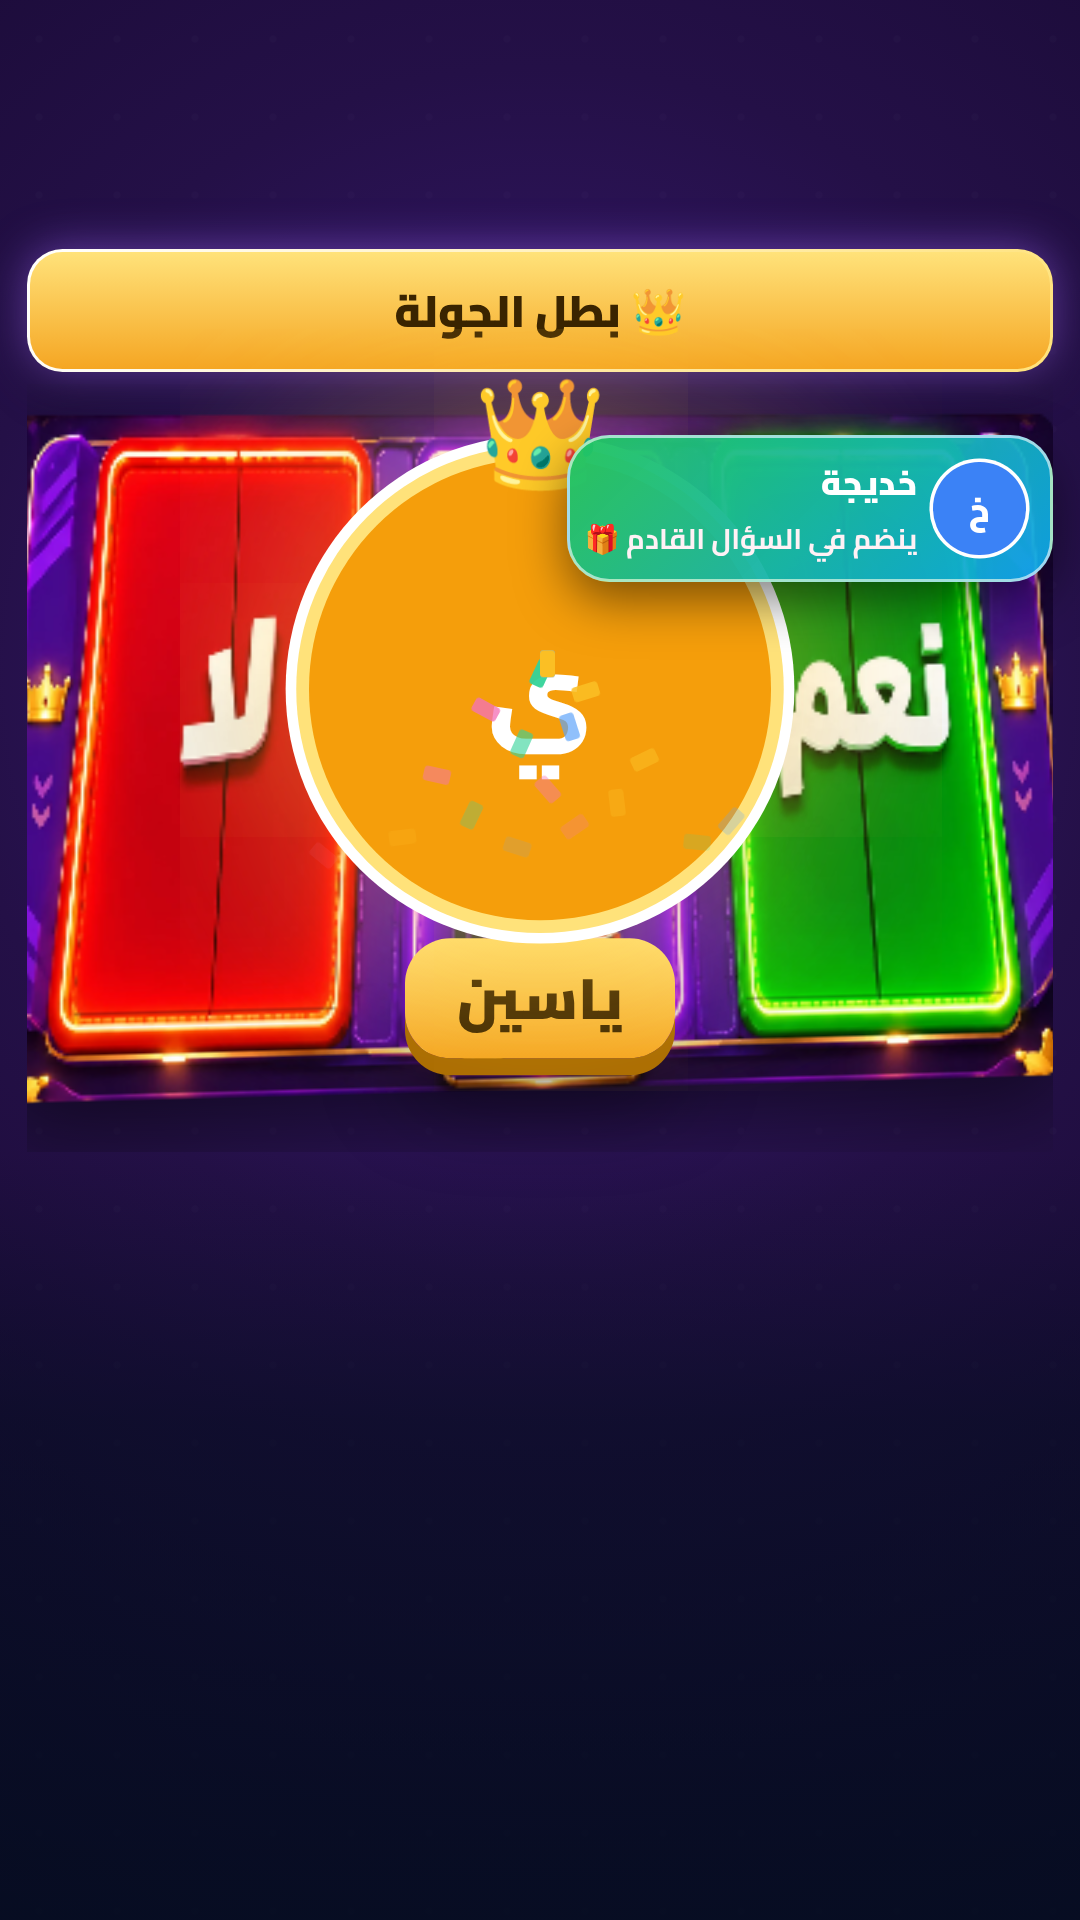 👑 بطل الجولة
خديجة
خ
ينضم في السؤال القادم 🎁
نعم
لا
ي
ياسين